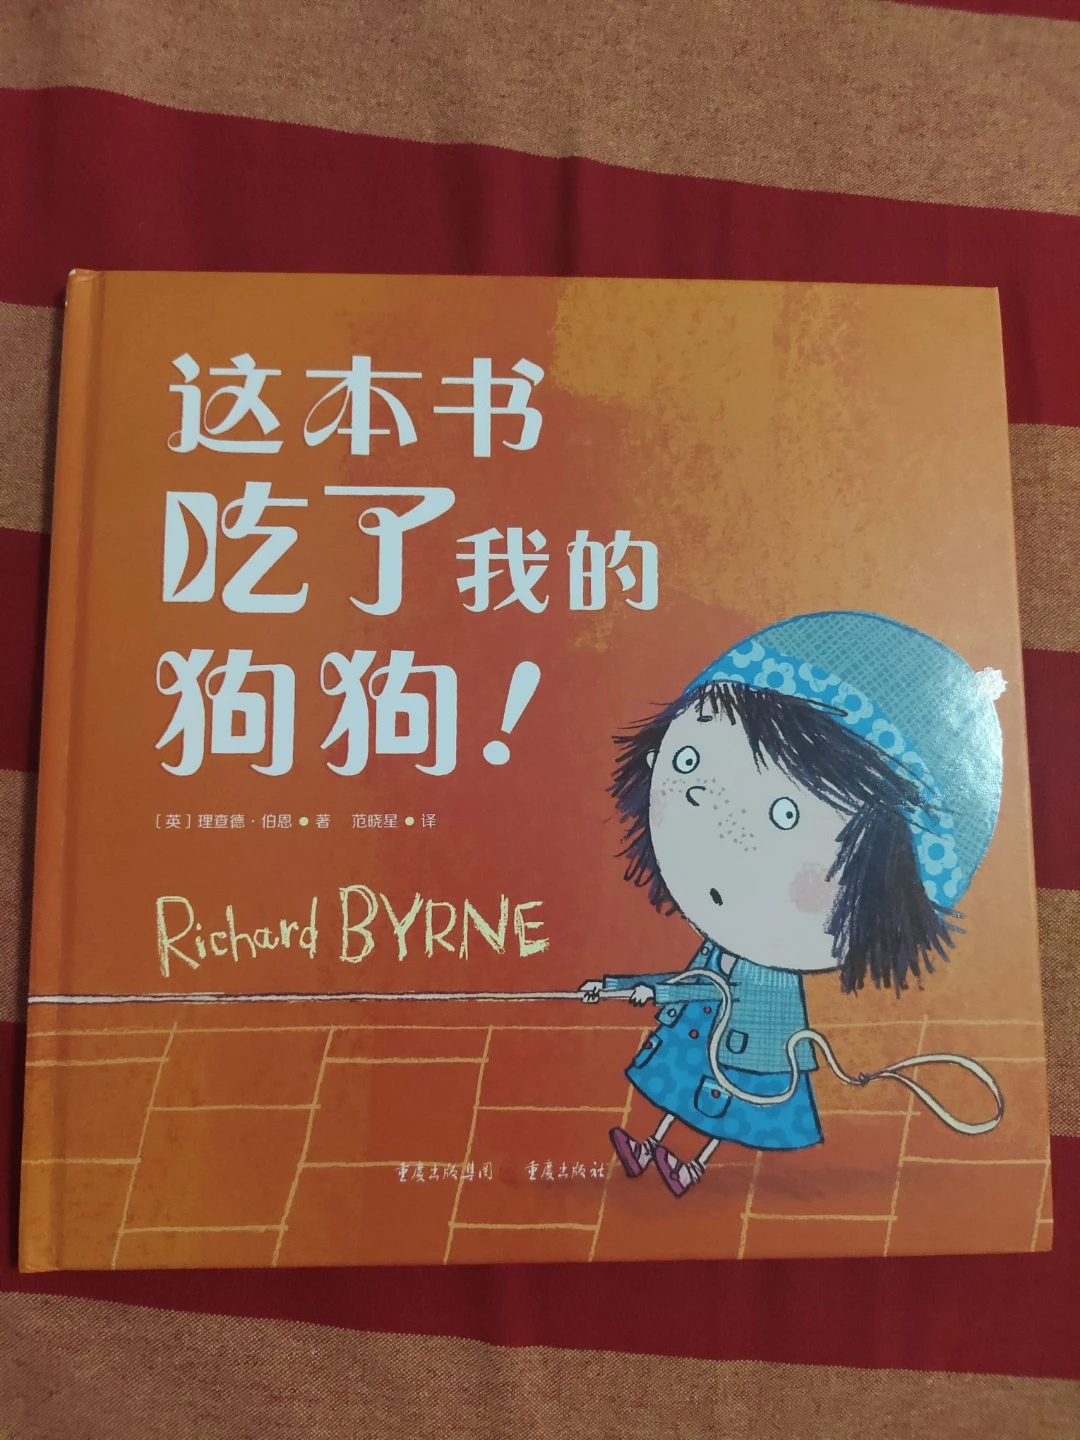 这本书
吃了我的
狗狗！
［英］理查德·伯恩●著 范晓星●译
Richard BYRNE
重庆出版集团 重庆出版社